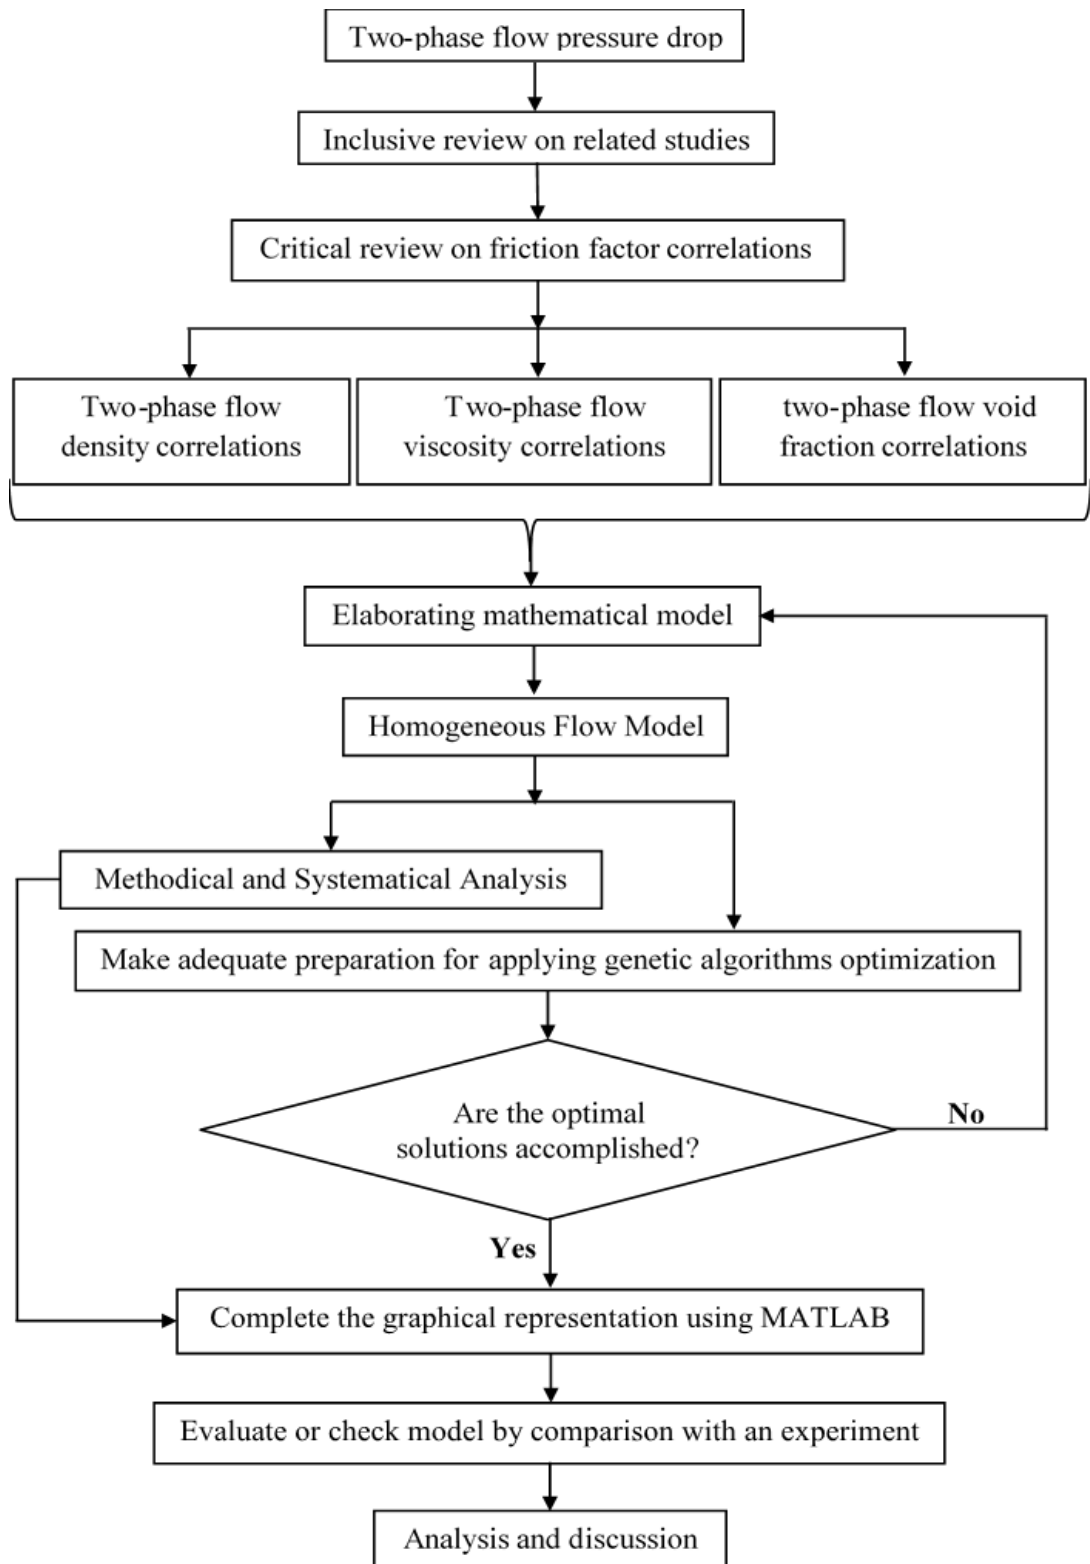 Two-phase flow pressure drop
Inclusive review on related studies
Critical review on friction factor correlations
Two-phase flow
density correlations
Two-phase flow
viscosity correlations
two-phase flow void
fraction correlations
Elaborating mathematical model
Homogeneous Flow Model
Methodical and Systematical Analysis
Make adequate preparation for applying genetic algorithms optimization
Are the optimal
solutions accomplished?
No
Yes
Complete the graphical representation using MATLAB
Evaluate or check model by comparison with an experiment
Analysis and discussion